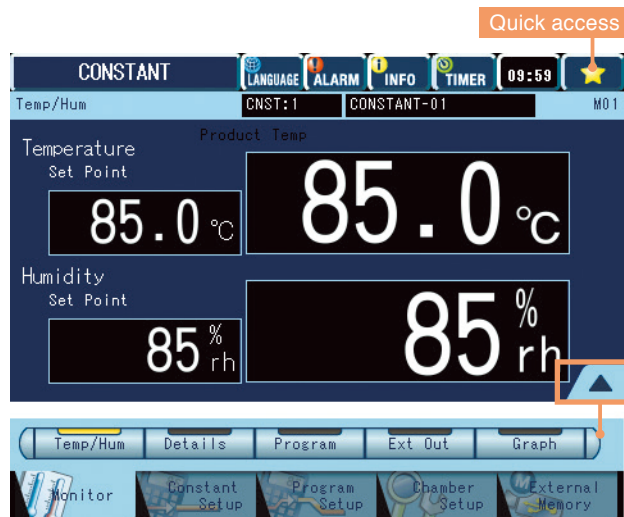 Quick access
CONSTANT
LANGUAGE ALARM INFO TIMER 09:59
Temp/Hum CNST:1 CONSTANT-01 M01
Product Temp
Temperature
Set Point
85.0 °C 85.0 °C
Humidity
Set Point
85 % rh 85 % rh
Temp/Hum Details Program Ext Out Graph
Monitor
Constant Setup
Program Setup
Chamber Setup
External Memory